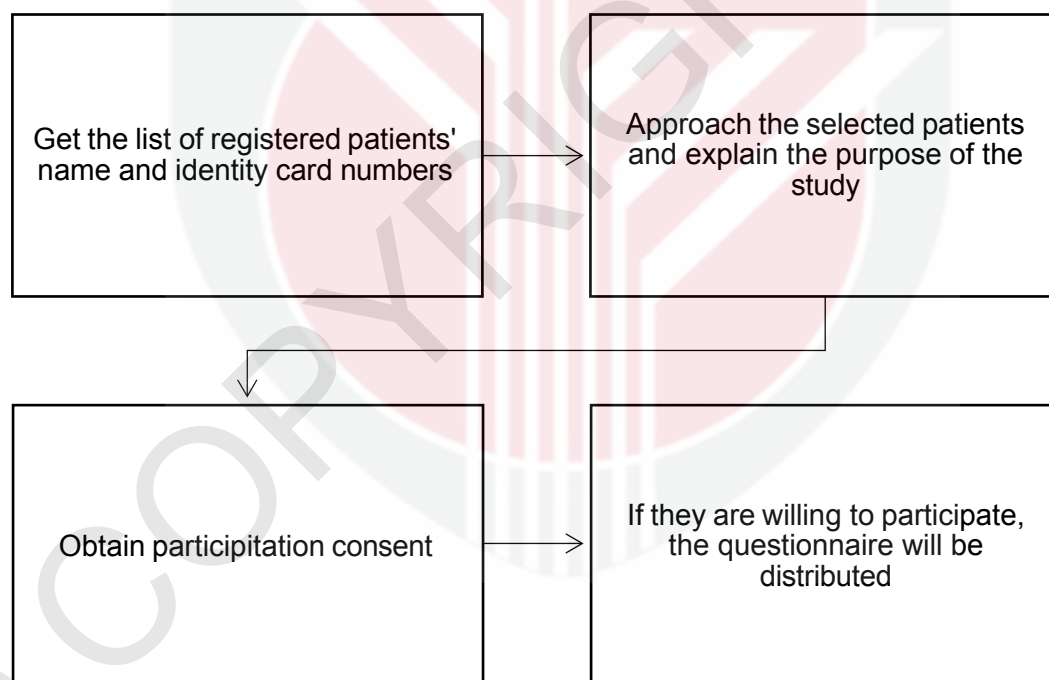 Get the list of registered patients'
name and identity card numbers
Approach the selected patients
and explain the purpose of the
study
Obtain participitation consent
If they are willing to participate,
the questionnaire will be
distributed
COPYRIG